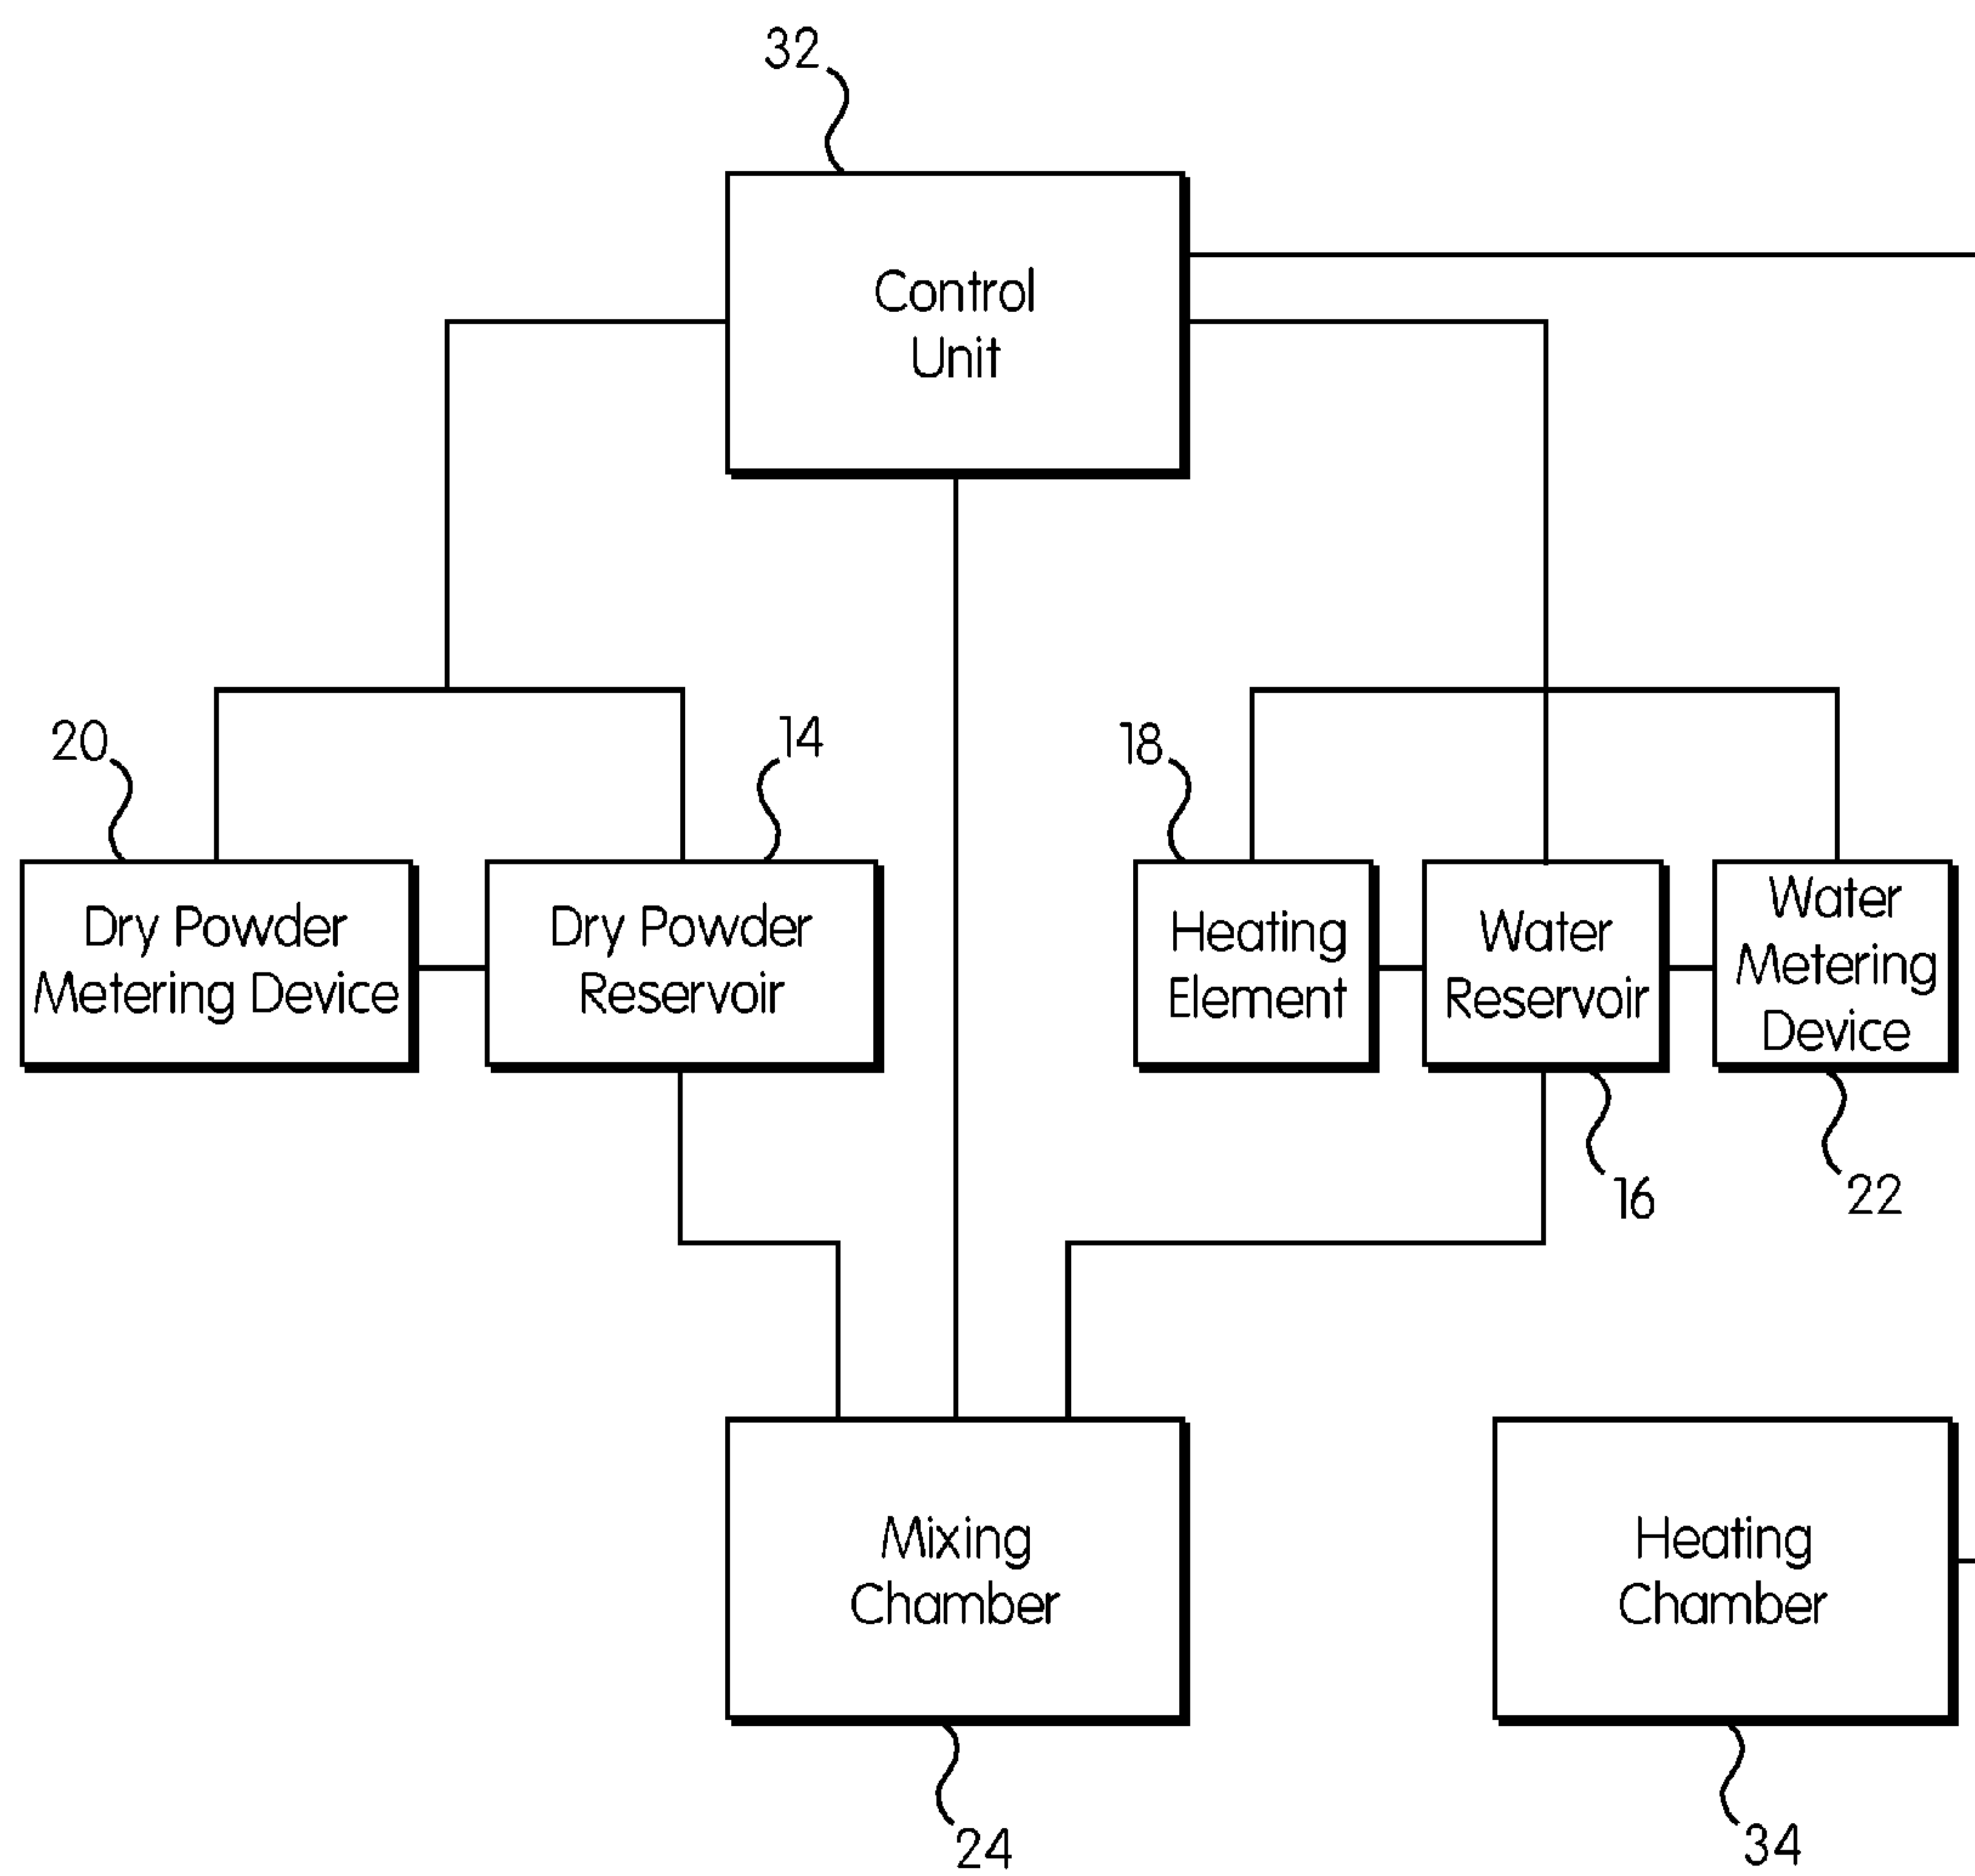 32
Control
Unit
20
14
18
Dry Powder
Metering Device
Dry Powder
Reservoir
Heating
Element
Water
Reservoir
Water
Metering
Device
16
22
Mixing
Chamber
Heating
Chamber
24
34